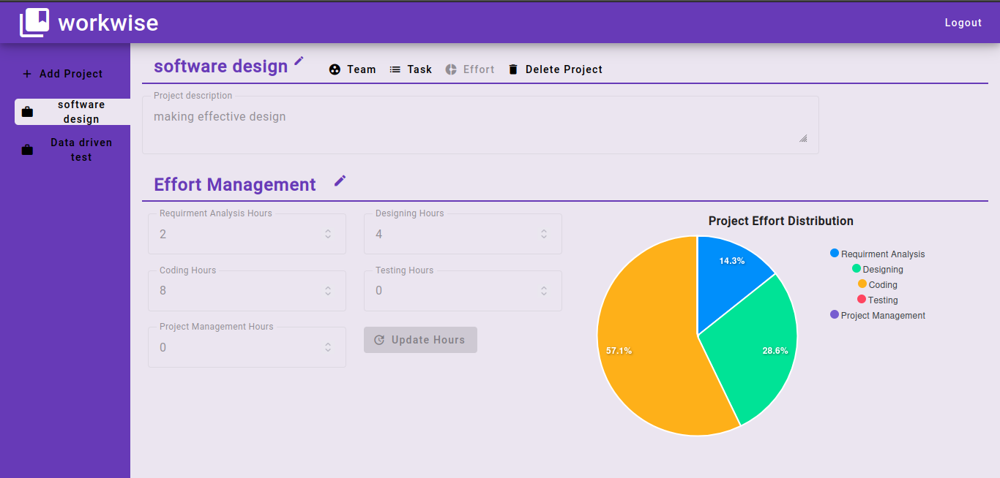 workwise
Logout
Add Project
software
design
Data driven
test
software design
Team
Task
Effort
Delete Project
Project description
making effective design
Effort Management
Requirment Analysis Hours
2
Designing Hours
4
Coding Hours
8
Testing Hours
0
Project Management Hours
0
Update Hours
Project Effort Distribution
14.3%
28.6%
57.1%
Requirment Analysis
Designing
Coding
Testing
Project Management